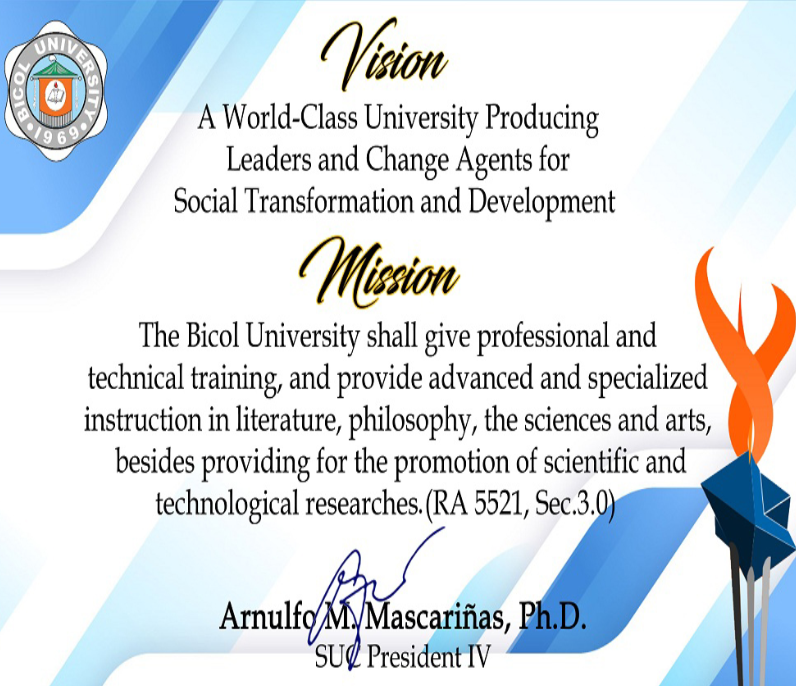 BICOL UNIVERSITY
1969
Vision
A World-Class University Producing
Leaders and Change Agents for
Social Transformation and Development
Mission
The Bicol University shall give professional and
technical training, and provide advanced and specialized
instruction in literature, philosophy, the sciences and arts,
besides providing for the promotion of scientific and
technological researches.(RA 5521, Sec.3.0)
Arnulfo M. Mascariñas, Ph.D.
SUC President IV